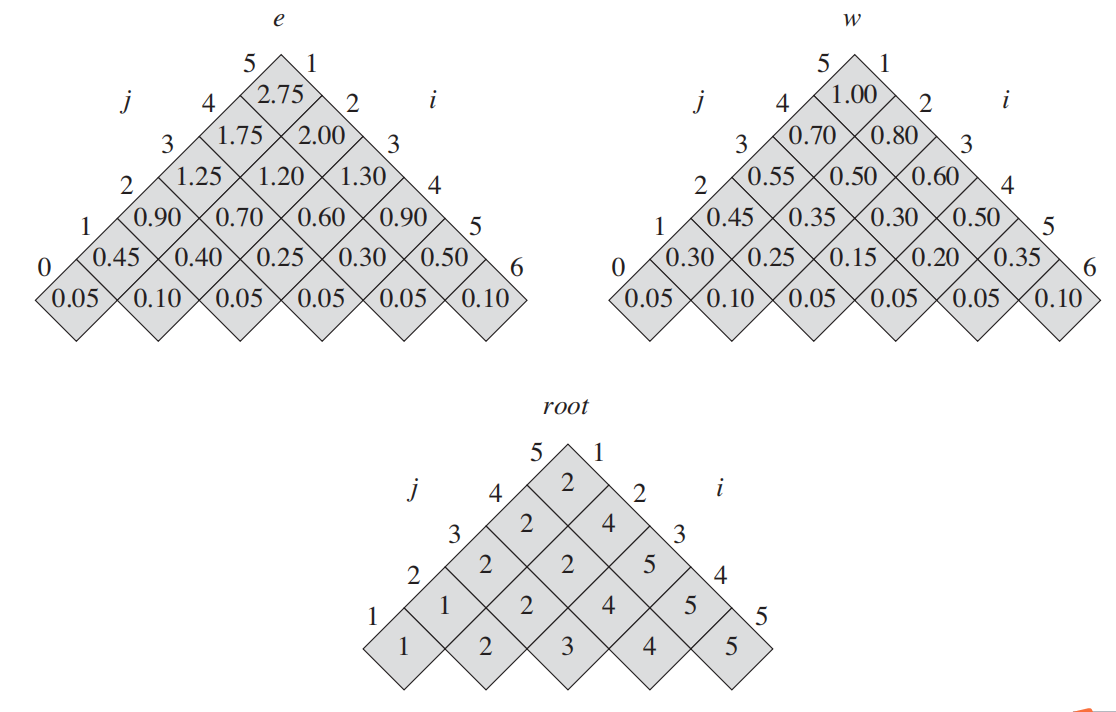 e w
5 1 5 1
2.75 1.00
j 4 2 i j 4 2 i
1.75 2.00 0.70 0.80
3 3 3 3
1.25 1.20 1.30 0.55 0.50 0.60
2 4 2 4
0.90 0.70 0.60 0.90 0.45 0.35 0.30 0.50
1 5 1 5
0.45 0.40 0.25 0.30 0.50 0.30 0.25 0.15 0.20 0.35
0 6 0 6
0.05 0.10 0.05 0.05 0.05 0.10 0.05 0.10 0.05 0.05 0.05 0.10
root
5 1
2
j 4 2 i
2 4
3 3
2 2 5
2 4
1 2 4 5
1 5
1 2 3 4 5